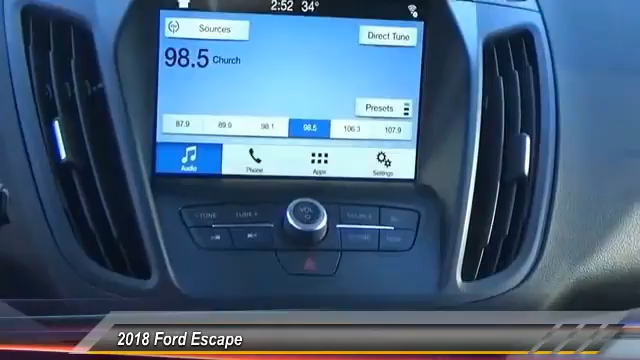 2:52 34°
Sources
Direct Tune
98.5 Church
Presets
87.9 89.9 98.1 98.5 106.3 107.9
Audio Phone Apps Settings
VOL
TUNE TUNE +
2018 Ford Escape